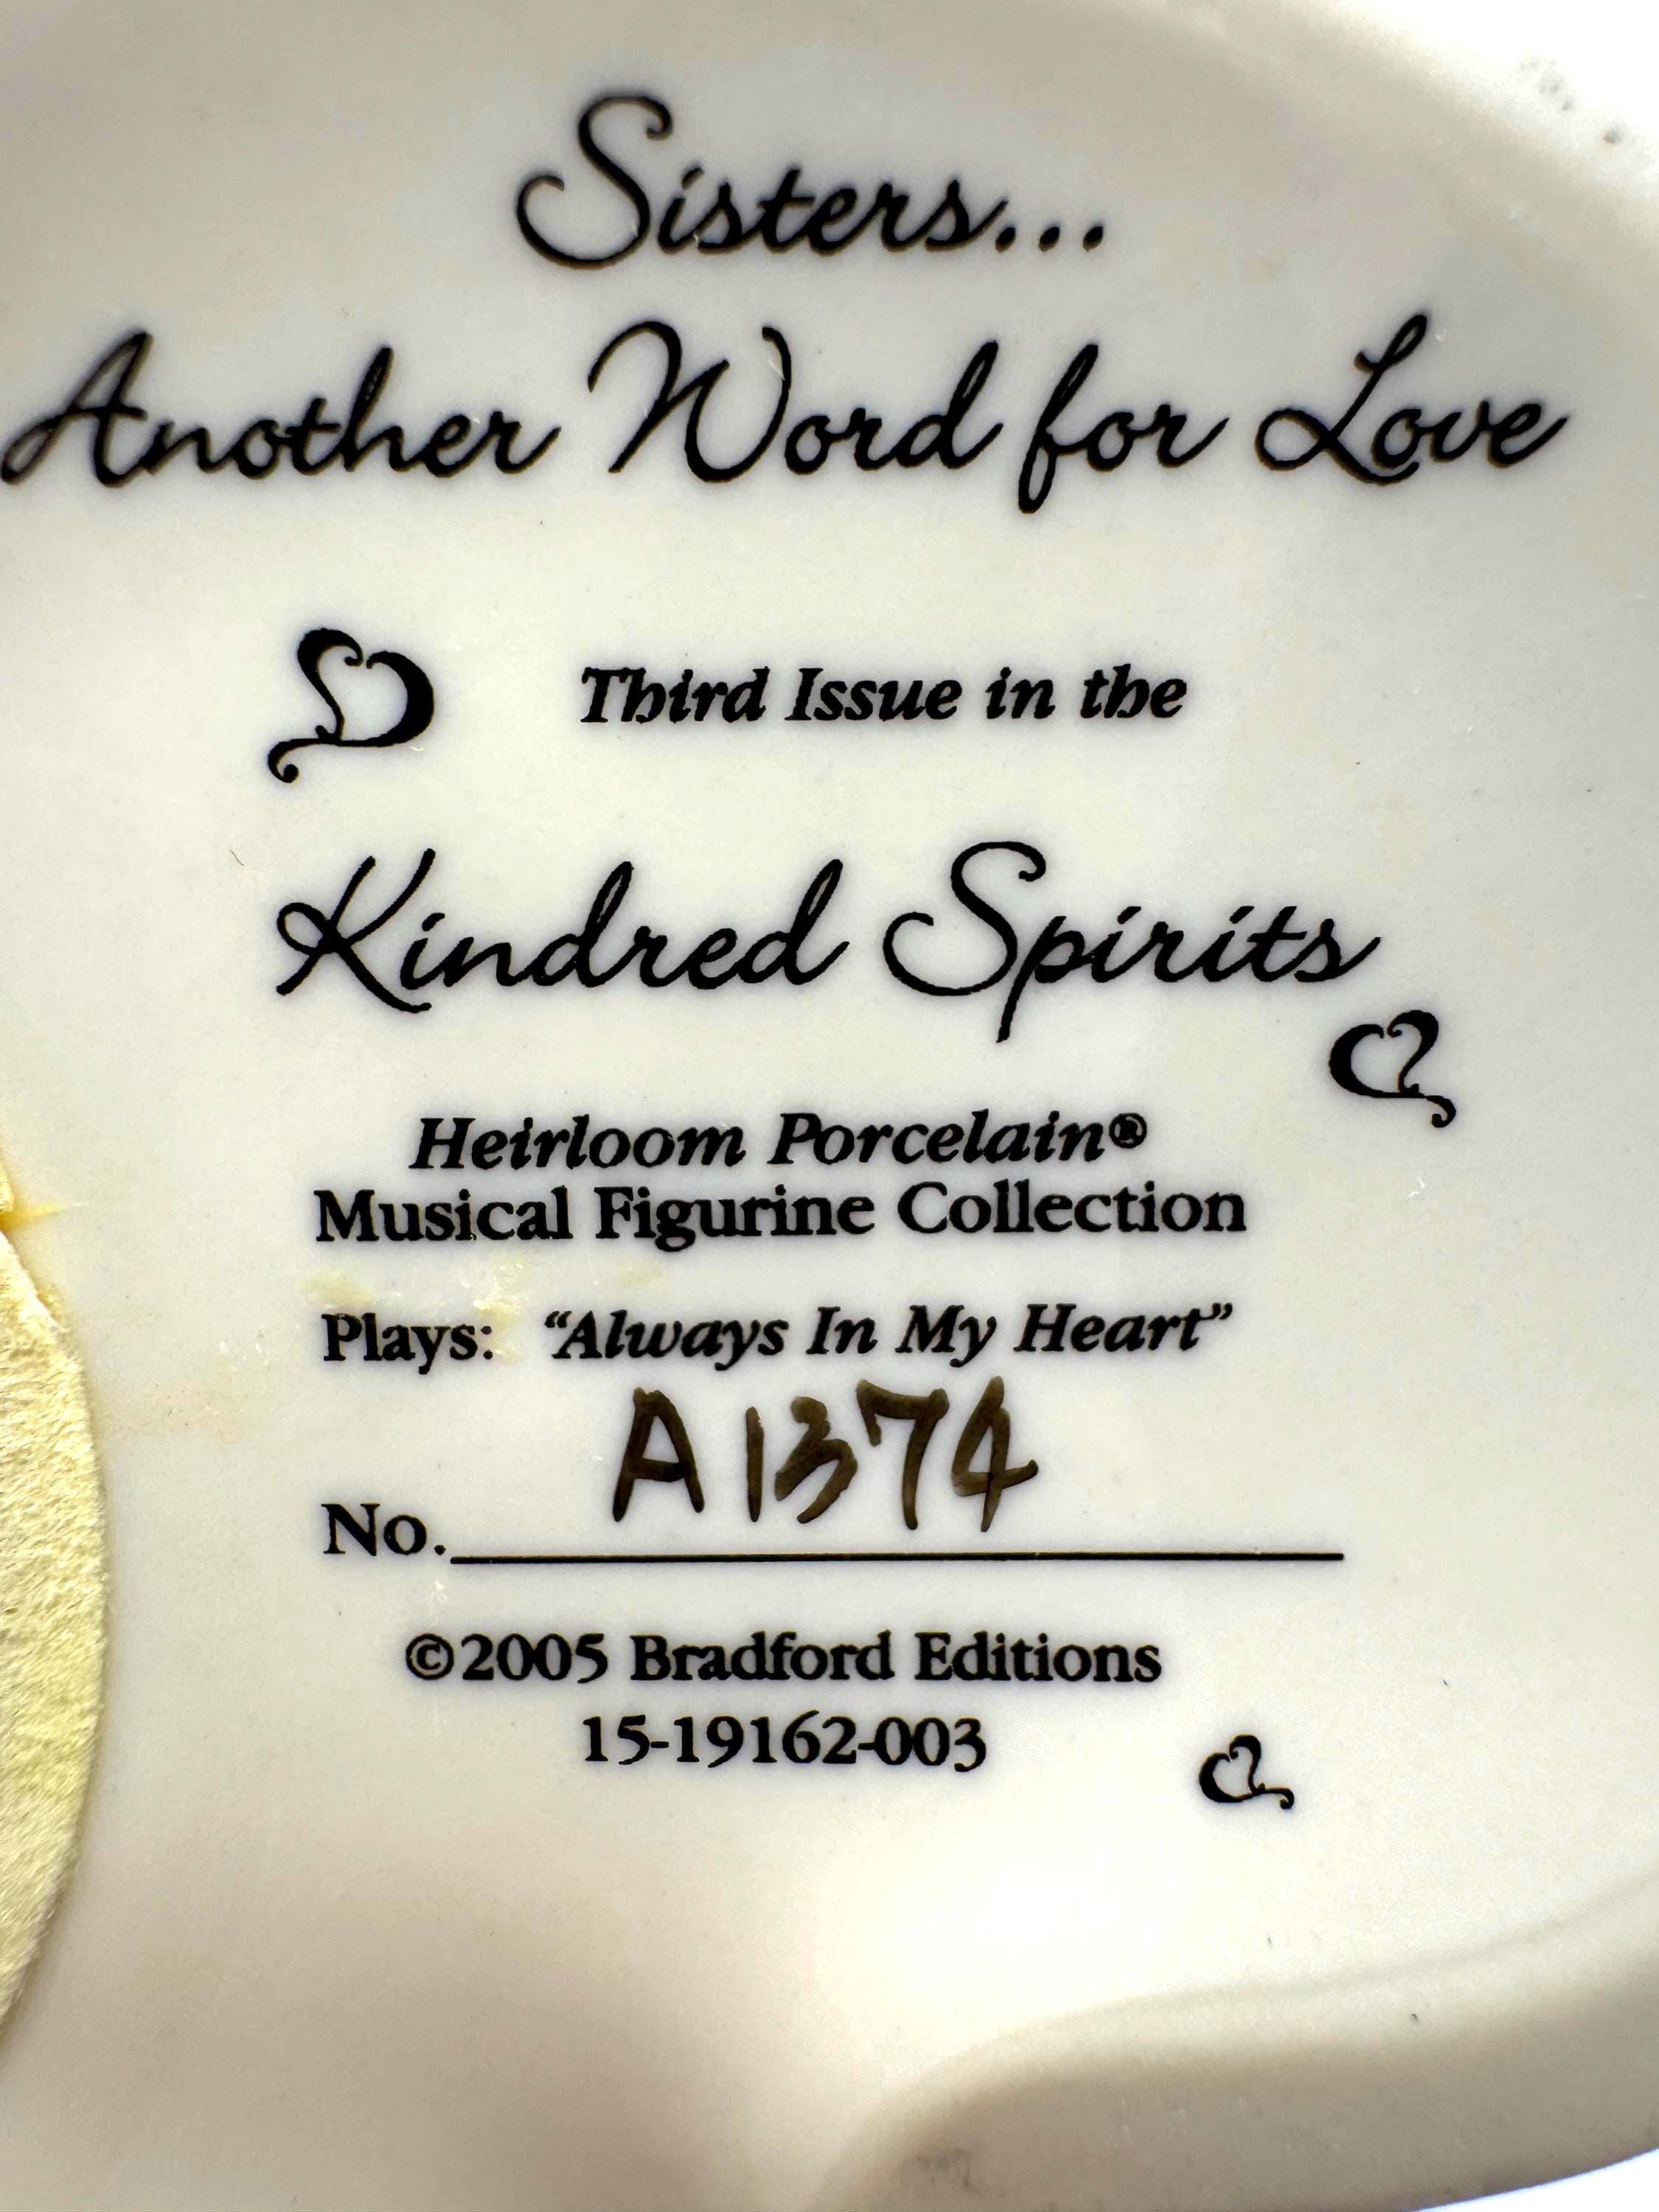 Sisters...
Another Word for Love
Third Issue in the
Kindred Spirits
Heirloom Porcelain®
Musical Figurine Collection
Plays: “Always In My Heart”
A1374
No.
©2005 Bradford Editions
15-19162-003